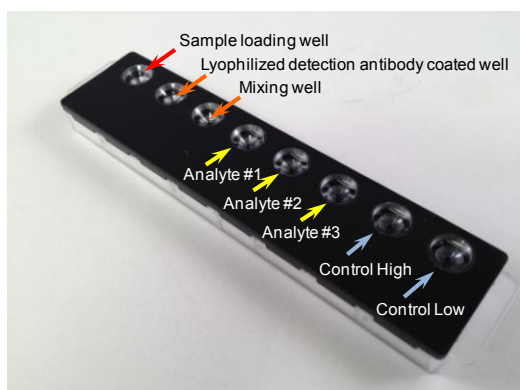 Sample loading well
Lyophilized detection antibody coated well
Mixing well
Analyte #1
Analyte #2
Analyte #3
Control High
Control Low